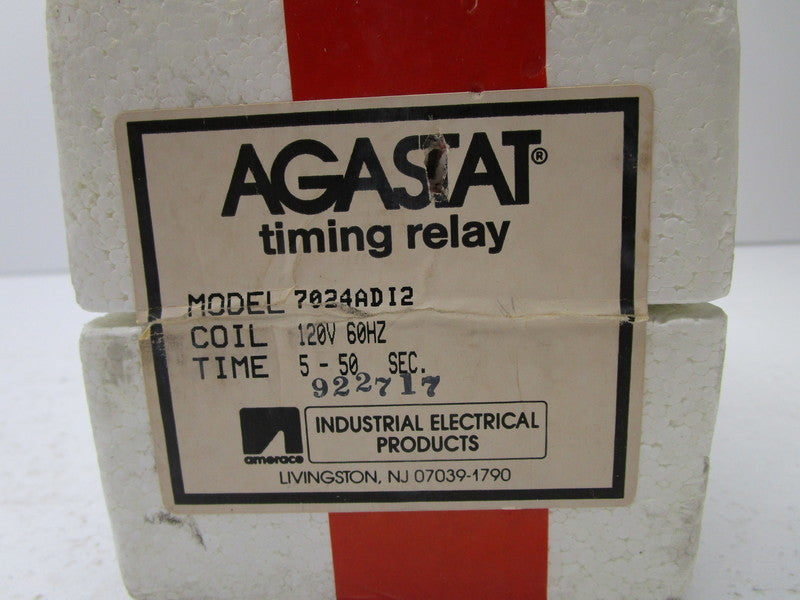 AGASTAT®
timing relay
MODEL 7024ADI2
COIL 120V 60HZ
TIME 5 - 50 SEC.
922717
amerace
INDUSTRIAL ELECTRICAL
PRODUCTS
LIVINGSTON, NJ 07039-1790